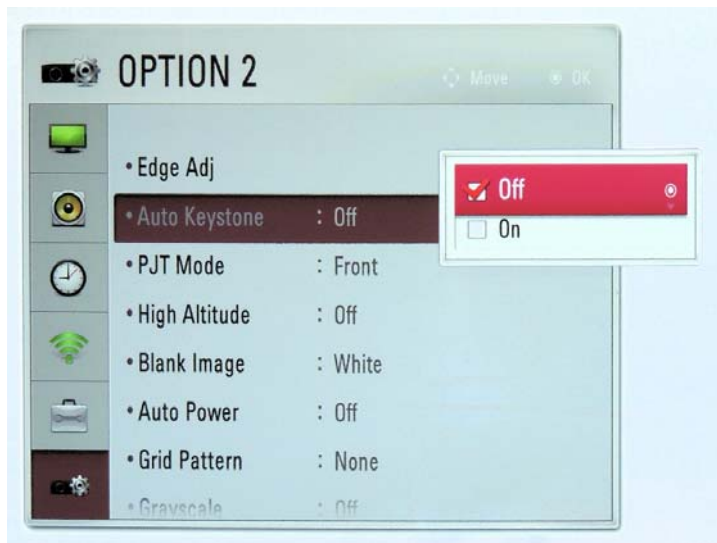 OPTION 2
Move OK
• Edge Adj
• Auto Keystone : Off
• PJT Mode : Front
• High Altitude : Off
• Blank Image : White
• Auto Power : Off
• Grid Pattern : None
• Grayscale : Off
Off
On